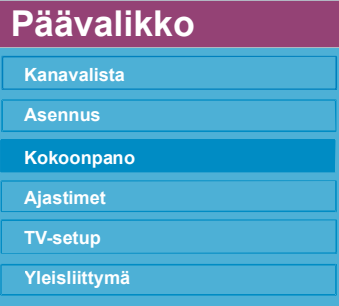 Päävalikko
Kanavalista
Asennus
Kokoonpano
Ajastimet
TV-setup
Yleisliittymä